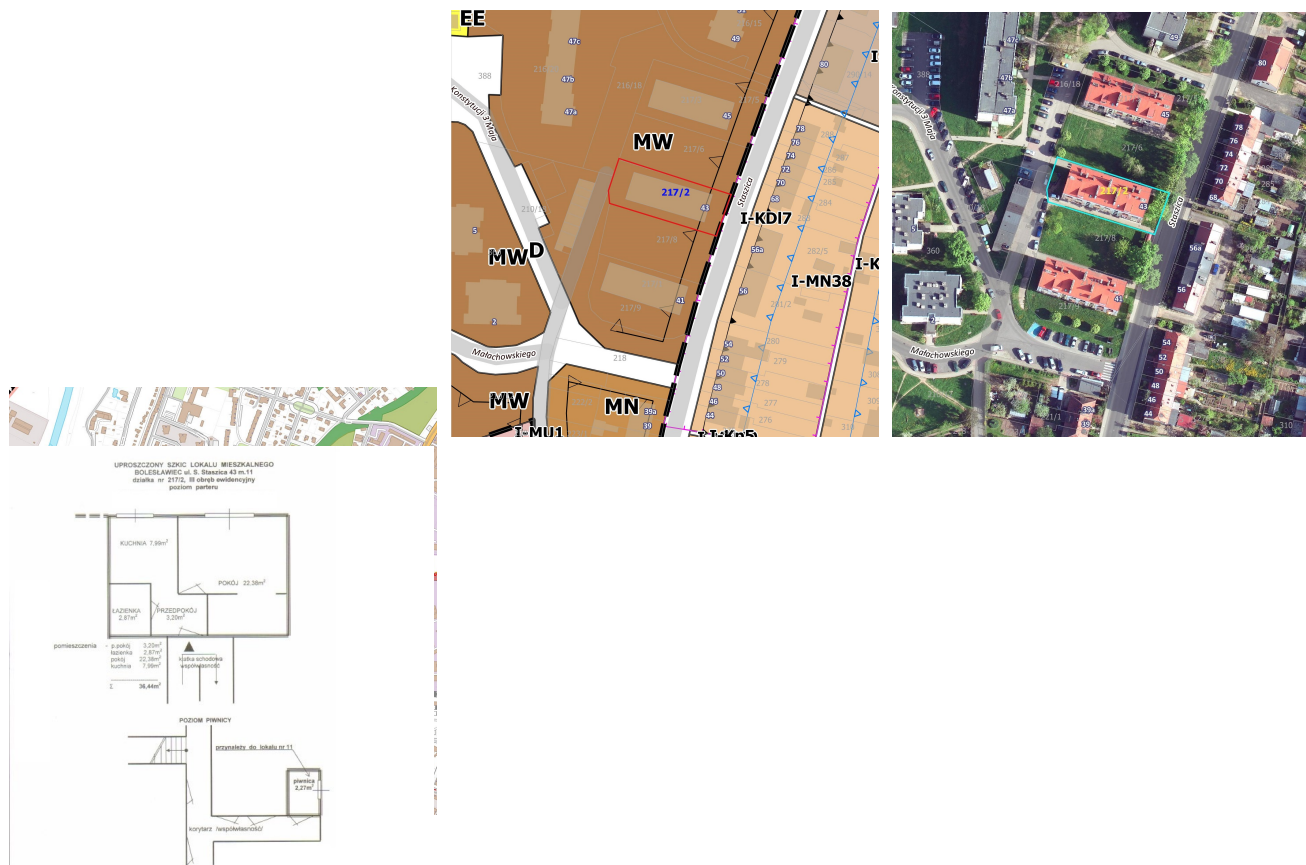 EE
49
47c
47b
47a
388
Konstytucji 3 Maja
216/18
45
MW
217/6
217/2
43
217/8
5
MW
D
2
41
217/9
Małachowskiego
218
MW
MN
39a
39
I-MU1
Staszica
I-KDl7
I-MN38
80
78
76
74
72
70
68
56a
56
54
52
50
48
46
44
284
282/5
281/2
280
279
278
277
276
47c
47b
47a
388
49
80
Konstytucji 3 Maja
216/18
45
217/6
217/2
43
217/8
41
5
360
2
Małachowskiego
Staszica
78
76
74
72
70
68
56a
56
54
52
50
48
46
44
39a
39
310
UPROSZCZONY SZKIC LOKALU MIESZKALNEGO
BOLESŁAWIEC ul. S. Staszica 43 m.11
działka nr 217/2, III obręb ewidencyjny
poziom parteru
KUCHNIA 7,99m²
POKÓJ 22.38m²
ŁAZIENKA
2,87m²
PRZEDPOKÓJ
3,20m²
pomieszczenia - p.pokój 3,20m²
łazienka 2,87m²
pokój 22,38m²
kuchnia 7,99m²
Σ 36,44m²
klatka schodowa
współwłasność
POZIOM PIWNICY
przynależy do lokalu nr 11
piwnica
2,27m²
korytarz /współwłasność/